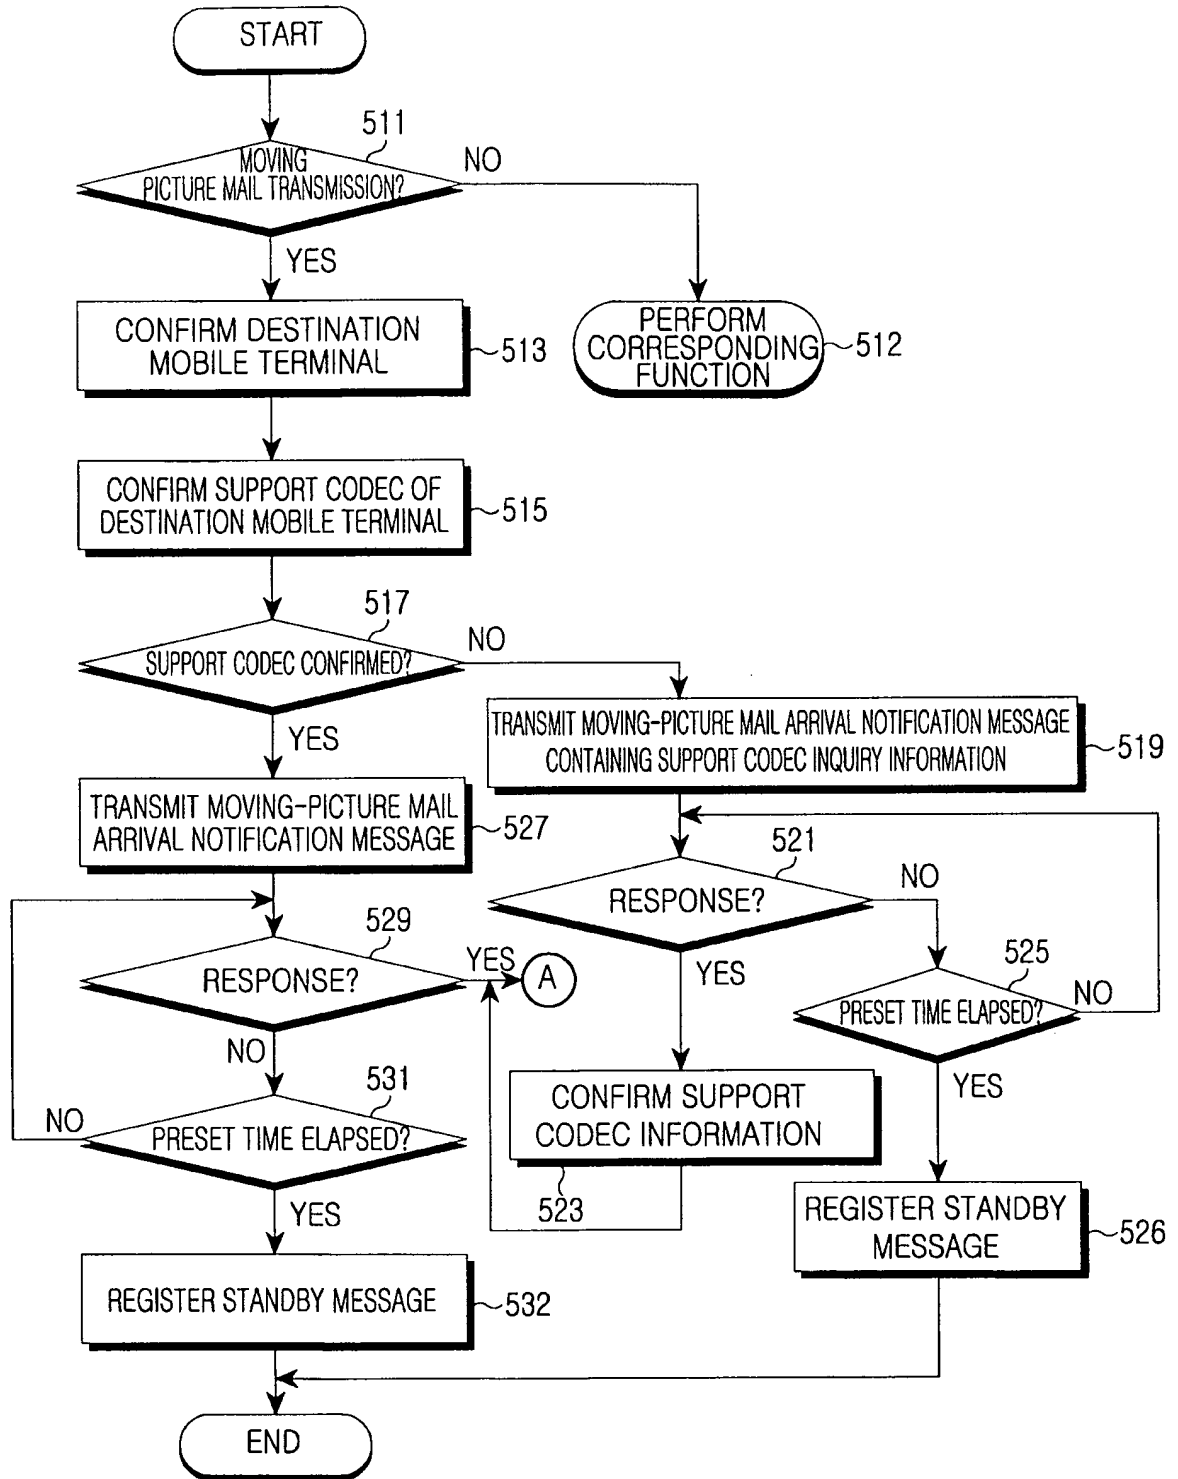 START
511
MOVING
PICTURE MAIL TRANSMISSION?
NO
YES
CONFIRM DESTINATION
MOBILE TERMINAL
513
PERFORM
CORRESPONDING
FUNCTION
512
CONFIRM SUPPORT CODEC OF
DESTINATION MOBILE TERMINAL
515
517
SUPPORT CODEC CONFIRMED?
NO
YES
TRANSMIT MOVING-PICTURE MAIL ARRIVAL NOTIFICATION MESSAGE
CONTAINING SUPPORT CODEC INQUIRY INFORMATION
519
TRANSMIT MOVING-PICTURE MAIL
ARRIVAL NOTIFICATION MESSAGE
527
521
RESPONSE?
NO
YES
529
RESPONSE?
YES
A
NO
525
PRESET TIME ELAPSED?
NO
YES
531
PRESET TIME ELAPSED?
NO
YES
CONFIRM SUPPORT
CODEC INFORMATION
523
REGISTER STANDBY
MESSAGE
526
REGISTER STANDBY MESSAGE
532
END